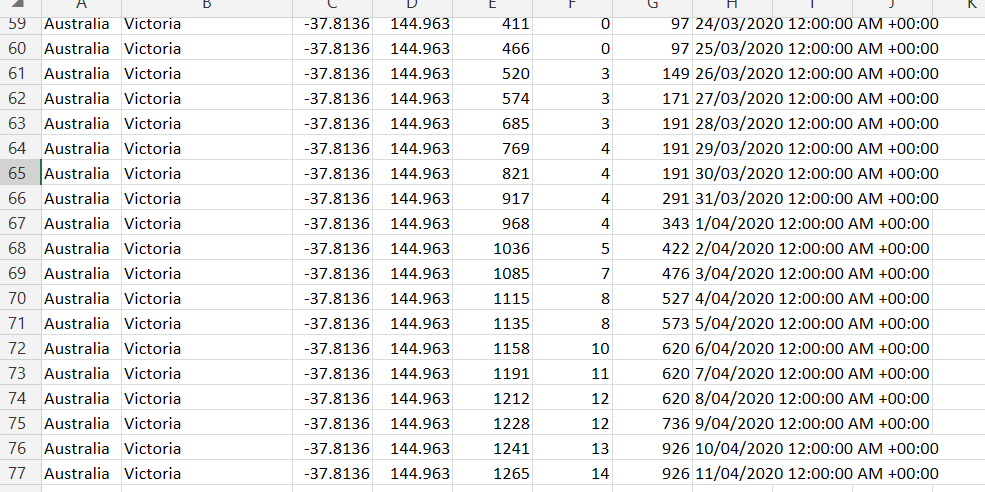 A B C D E F G H I J K
59 Australia Victoria -37.8136 144.963 411 0 97 24/03/2020 12:00:00 AM +00:00
60 Australia Victoria -37.8136 144.963 466 0 97 25/03/2020 12:00:00 AM +00:00
61 Australia Victoria -37.8136 144.963 520 3 149 26/03/2020 12:00:00 AM +00:00
62 Australia Victoria -37.8136 144.963 574 3 171 27/03/2020 12:00:00 AM +00:00
63 Australia Victoria -37.8136 144.963 685 3 191 28/03/2020 12:00:00 AM +00:00
64 Australia Victoria -37.8136 144.963 769 4 191 29/03/2020 12:00:00 AM +00:00
65 Australia Victoria -37.8136 144.963 821 4 191 30/03/2020 12:00:00 AM +00:00
66 Australia Victoria -37.8136 144.963 917 4 291 31/03/2020 12:00:00 AM +00:00
67 Australia Victoria -37.8136 144.963 968 4 343 1/04/2020 12:00:00 AM +00:00
68 Australia Victoria -37.8136 144.963 1036 5 422 2/04/2020 12:00:00 AM +00:00
69 Australia Victoria -37.8136 144.963 1085 7 476 3/04/2020 12:00:00 AM +00:00
70 Australia Victoria -37.8136 144.963 1115 8 527 4/04/2020 12:00:00 AM +00:00
71 Australia Victoria -37.8136 144.963 1135 8 573 5/04/2020 12:00:00 AM +00:00
72 Australia Victoria -37.8136 144.963 1158 10 620 6/04/2020 12:00:00 AM +00:00
73 Australia Victoria -37.8136 144.963 1191 11 620 7/04/2020 12:00:00 AM +00:00
74 Australia Victoria -37.8136 144.963 1212 12 620 8/04/2020 12:00:00 AM +00:00
75 Australia Victoria -37.8136 144.963 1228 12 736 9/04/2020 12:00:00 AM +00:00
76 Australia Victoria -37.8136 144.963 1241 13 926 10/04/2020 12:00:00 AM +00:00
77 Australia Victoria -37.8136 144.963 1265 14 926 11/04/2020 12:00:00 AM +00:00